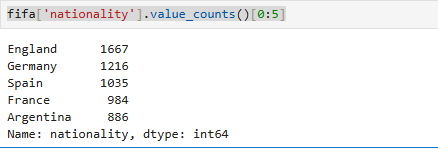 fifa['nationality'].value_counts()[0:5]
England      1667
Germany      1216
Spain        1035
France        984
Argentina     886
Name: nationality, dtype: int64